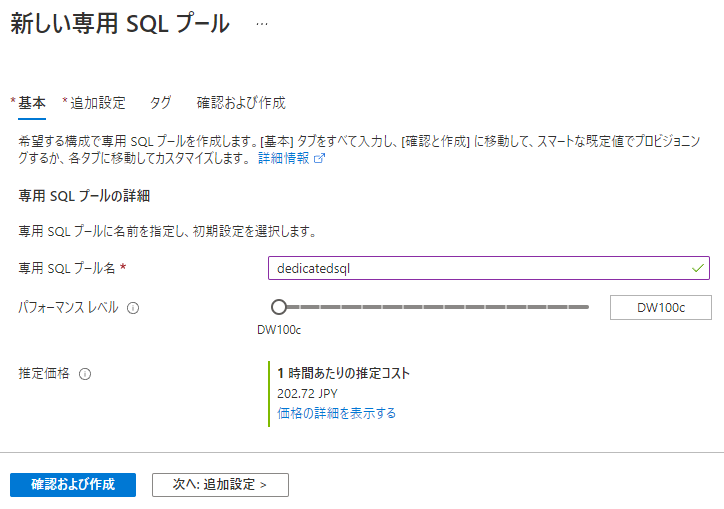 新しい専用 SQL プール ...
* 基本 * 追加設定 タグ 確認および作成
希望する構成で専用 SQL プールを作成します。[基本] タブをすべて入力し、[確認と作成] に移動して、スマートな既定値でプロビジョニン
グするか、各タブに移動してカスタマイズします。 詳細情報
専用 SQL プールの詳細
専用 SQL プールに名前を指定し、初期設定を選択します。
専用 SQL プール名 * dedicatedsql
パフォーマンス レベル DW100c
DW100c
推定価格 1 時間あたりの推定コスト
202.72 JPY
価格の詳細を表示する
確認および作成 次へ: 追加設定 >